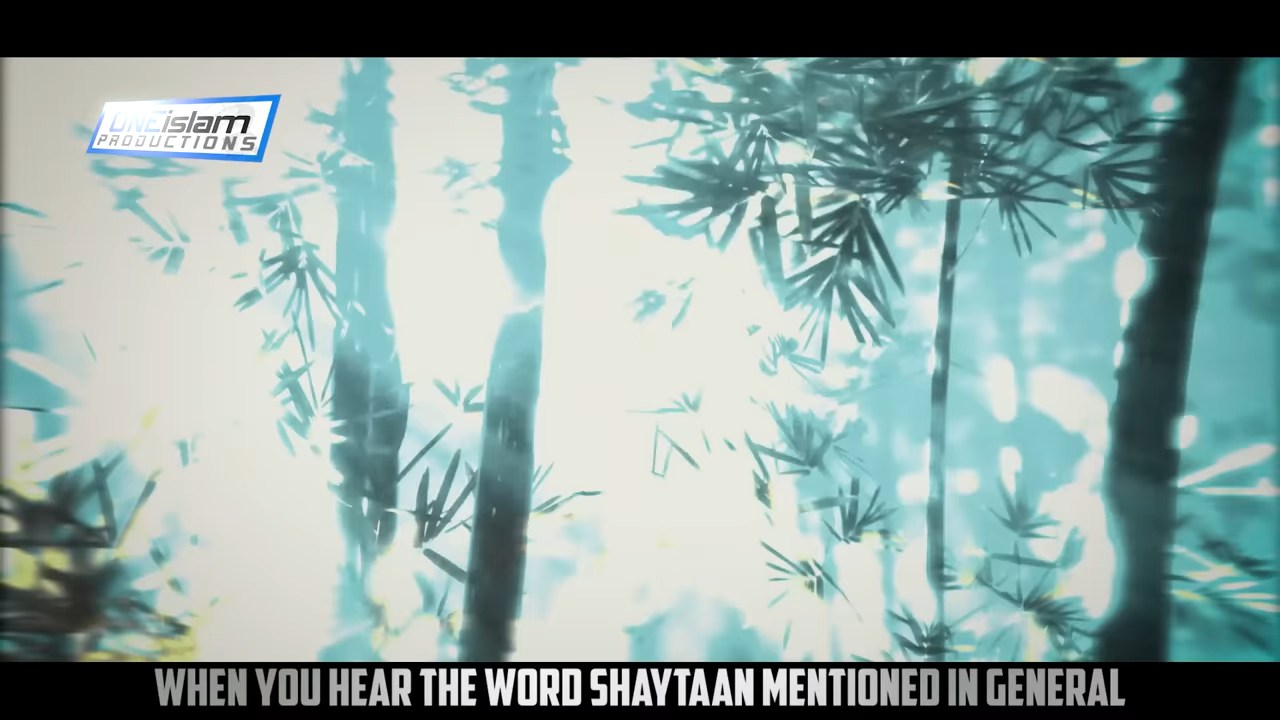 ONEislam
PRODUCTIONS
WHEN YOU HEAR THE WORD SHAYTAAN MENTIONED IN GENERAL